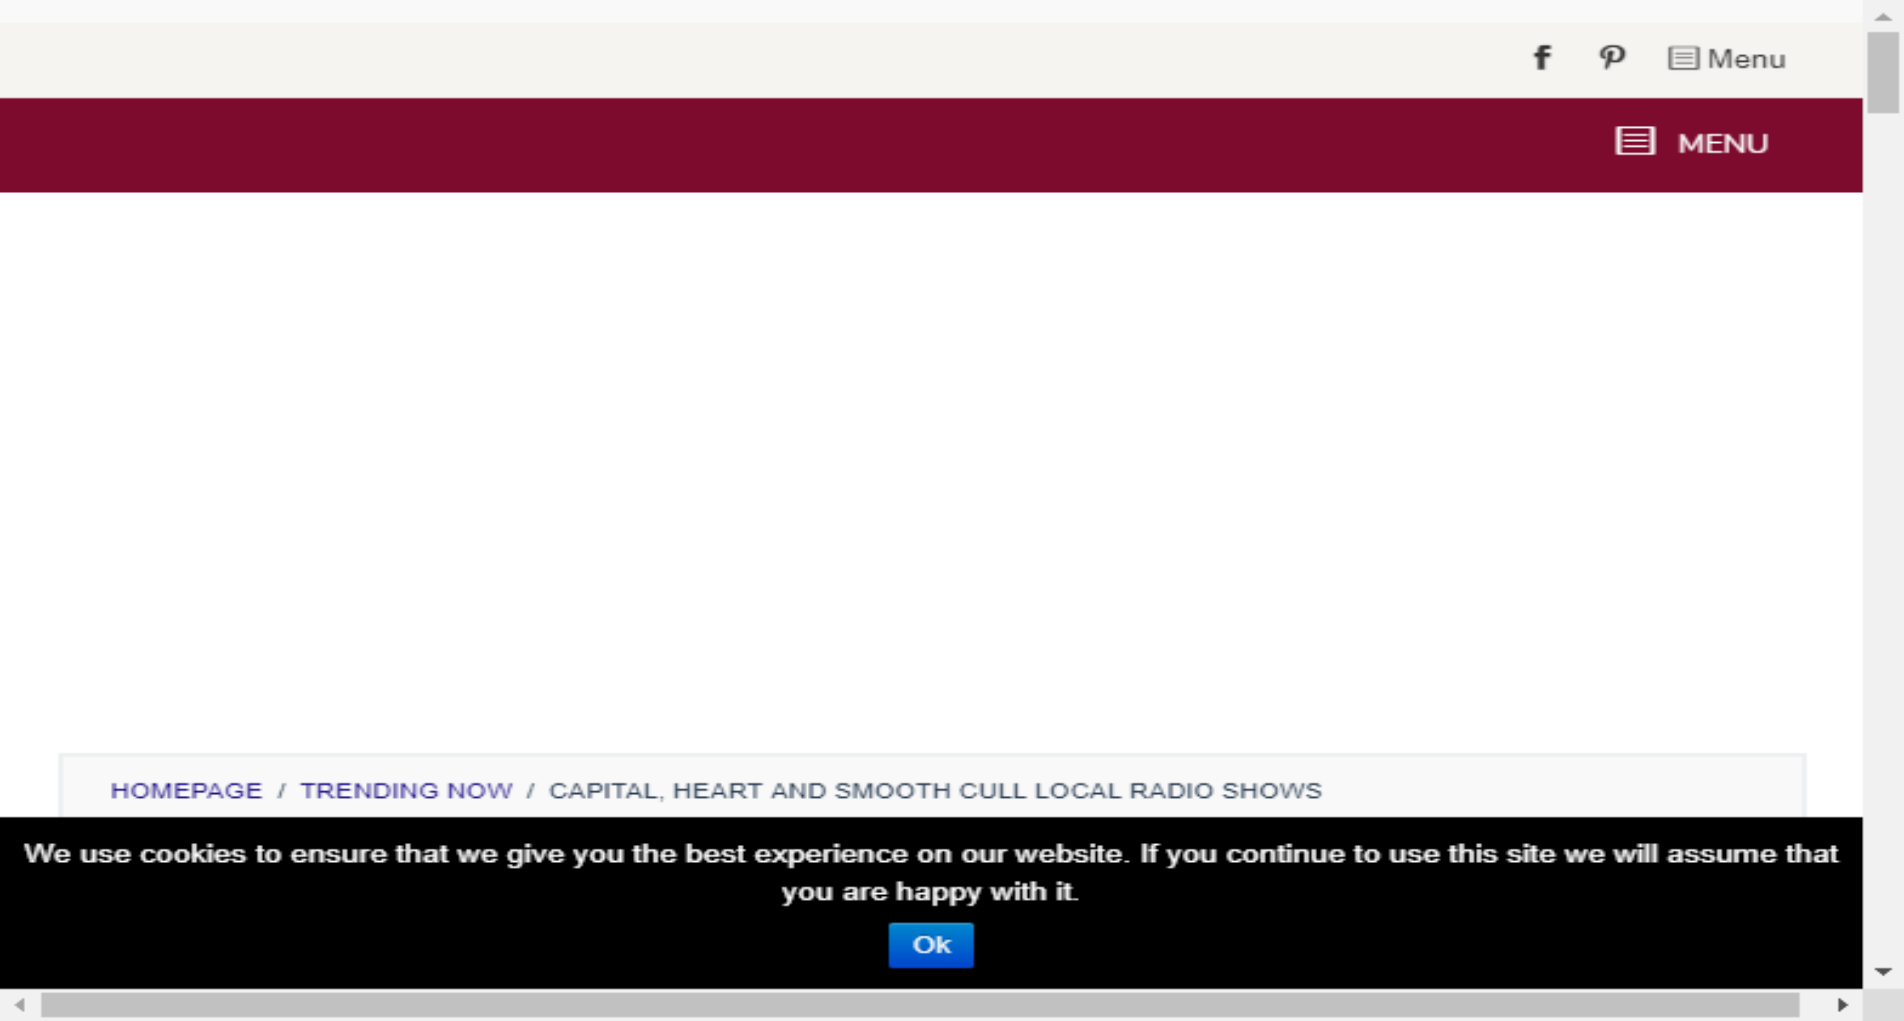 Menu
MENU
HOMEPAGE / TRENDING NOW / CAPITAL, HEART AND SMOOTH CULL LOCAL RADIO SHOWS
We use cookies to ensure that we give you the best experience on our website. If you continue to use this site we will assume that
you are happy with it.
Ok